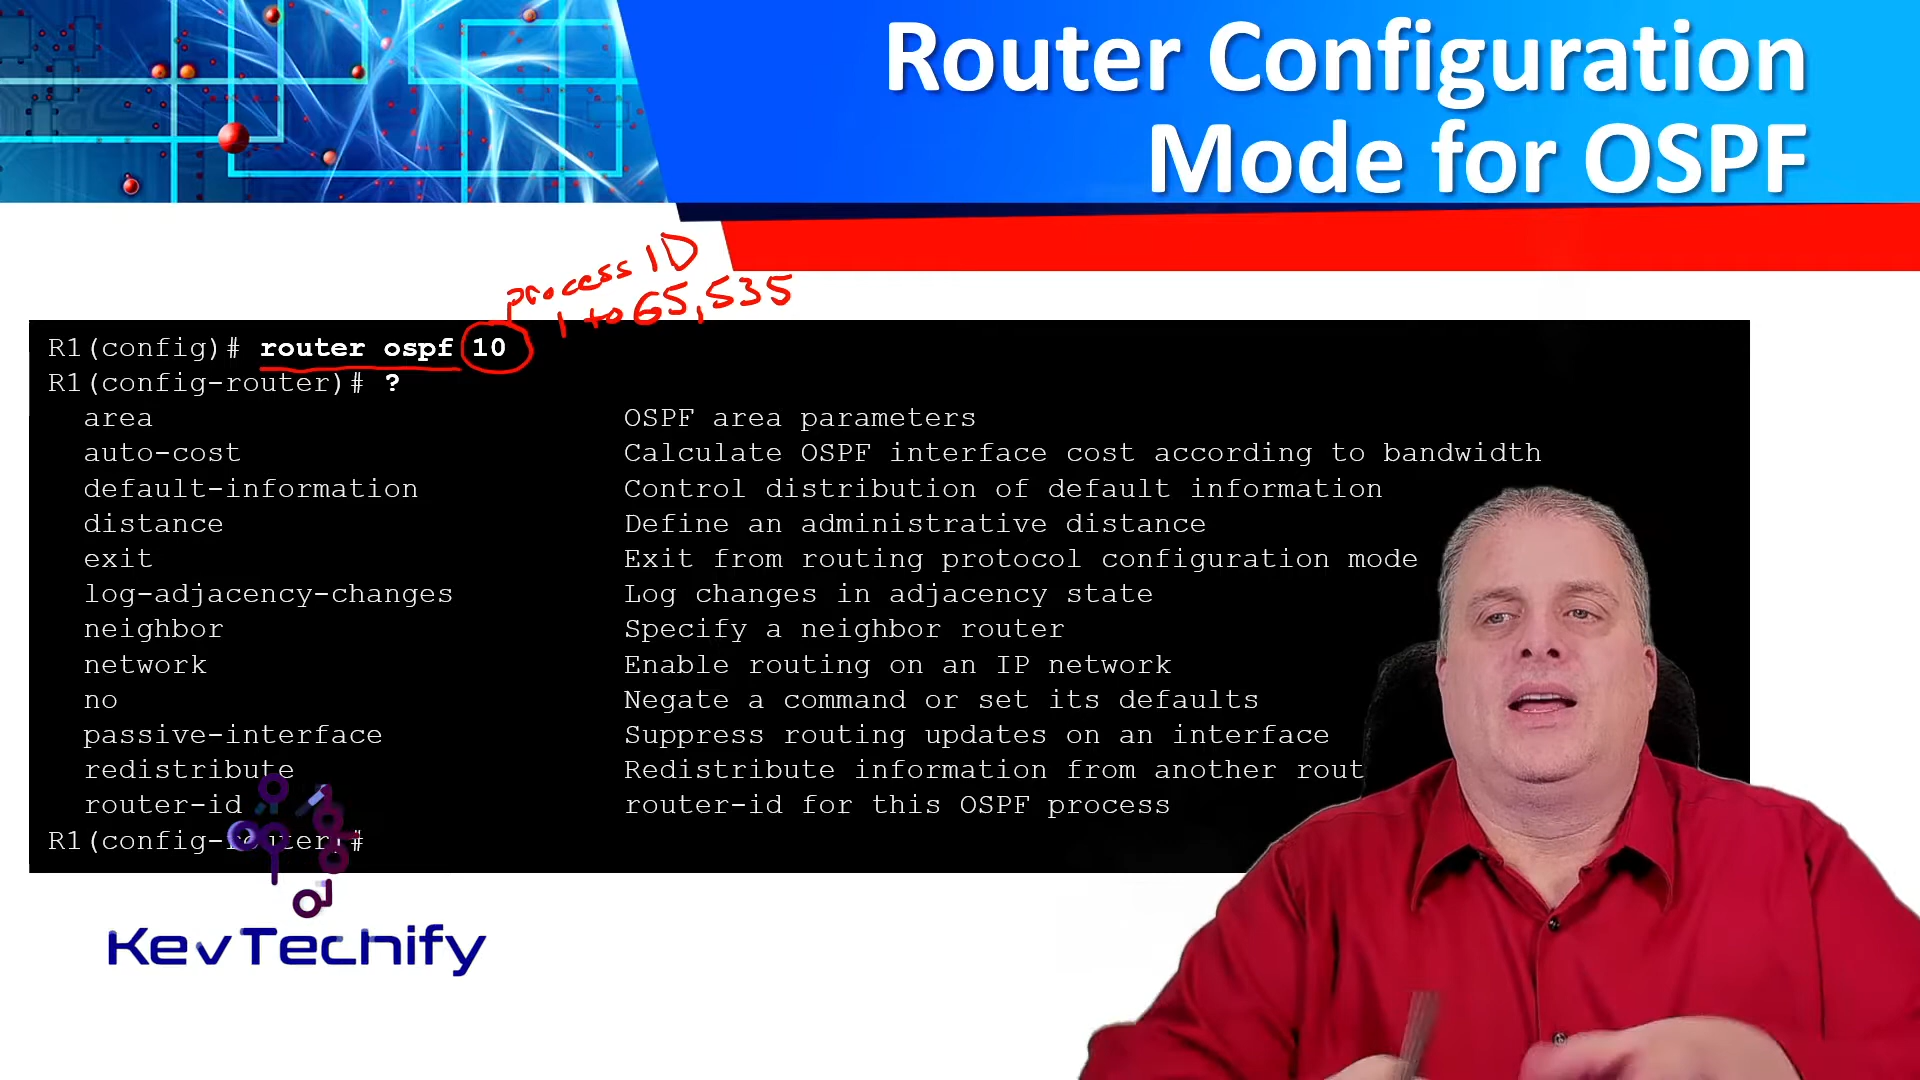 Router Configuration
Mode for OSPF
process ID
1 to 65,535
R1(config)# router ospf 10
R1(config-router)# ?
area OSPF area parameters
auto-cost Calculate OSPF interface cost according to bandwidth
default-information Control distribution of default information
distance Define an administrative distance
exit Exit from routing protocol configuration mode
log-adjacency-changes Log changes in adjacency state
neighbor Specify a neighbor router
network Enable routing on an IP network
no Negate a command or set its defaults
passive-interface Suppress routing updates on an interface
redistribute Redistribute information from another rout
router-id router-id for this OSPF process
R1(config-router)#
KevTechify